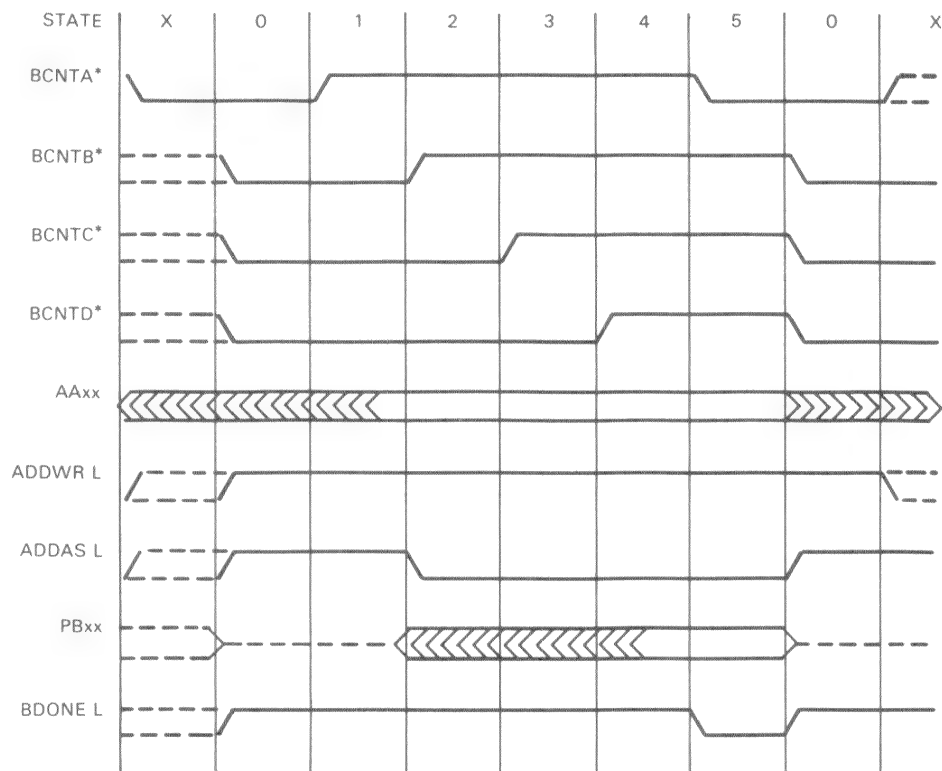 STATE X 0 1 2 3 4 5 0 X
BCNTA*
BCNTB*
BCNTC*
BCNTD*
AAxx
ADDWR L
ADDAS L
PBxx
BDONE L